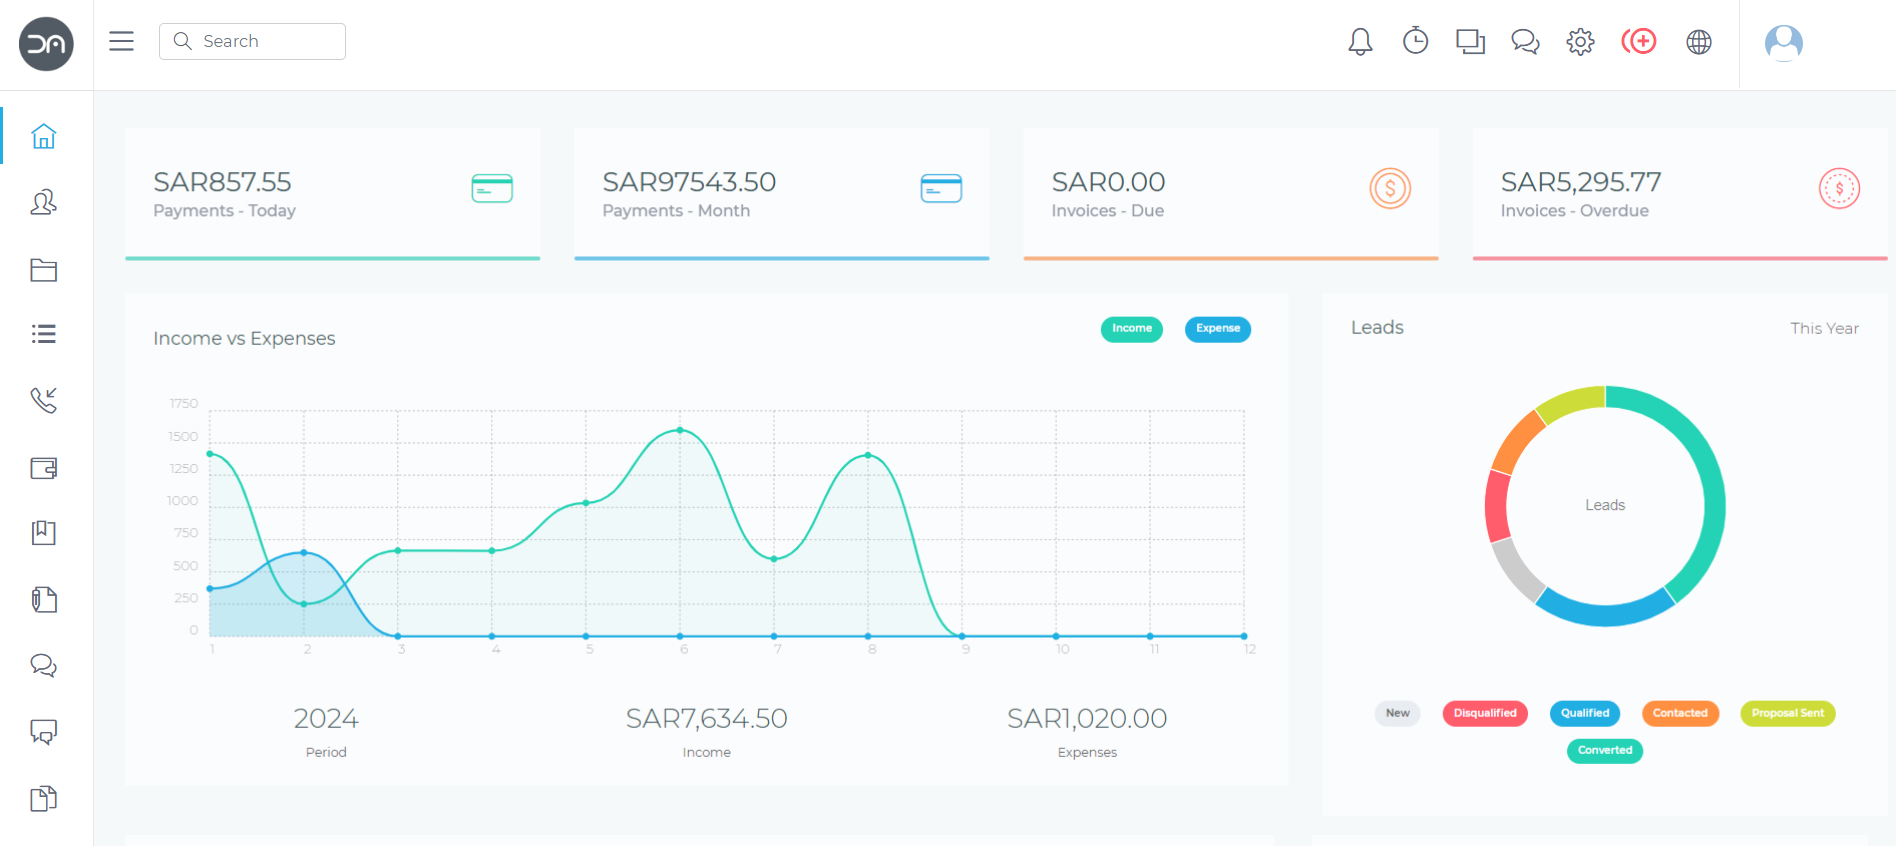 DA
Search
SAR857.55
Payments - Today
SAR97543.50
Payments - Month
SAR0.00
Invoices - Due
SAR5,295.77
Invoices - Overdue
Income vs Expenses
Income
Expense
1750
1500
1250
1000
750
500
250
0
1 2 3 4 5 6 7 8 9 10 11 12
2024
Period
SAR7,634.50
Income
SAR1,020.00
Expenses
Leads
This Year
Leads
New
Disqualified
Qualified
Contacted
Proposal Sent
Converted